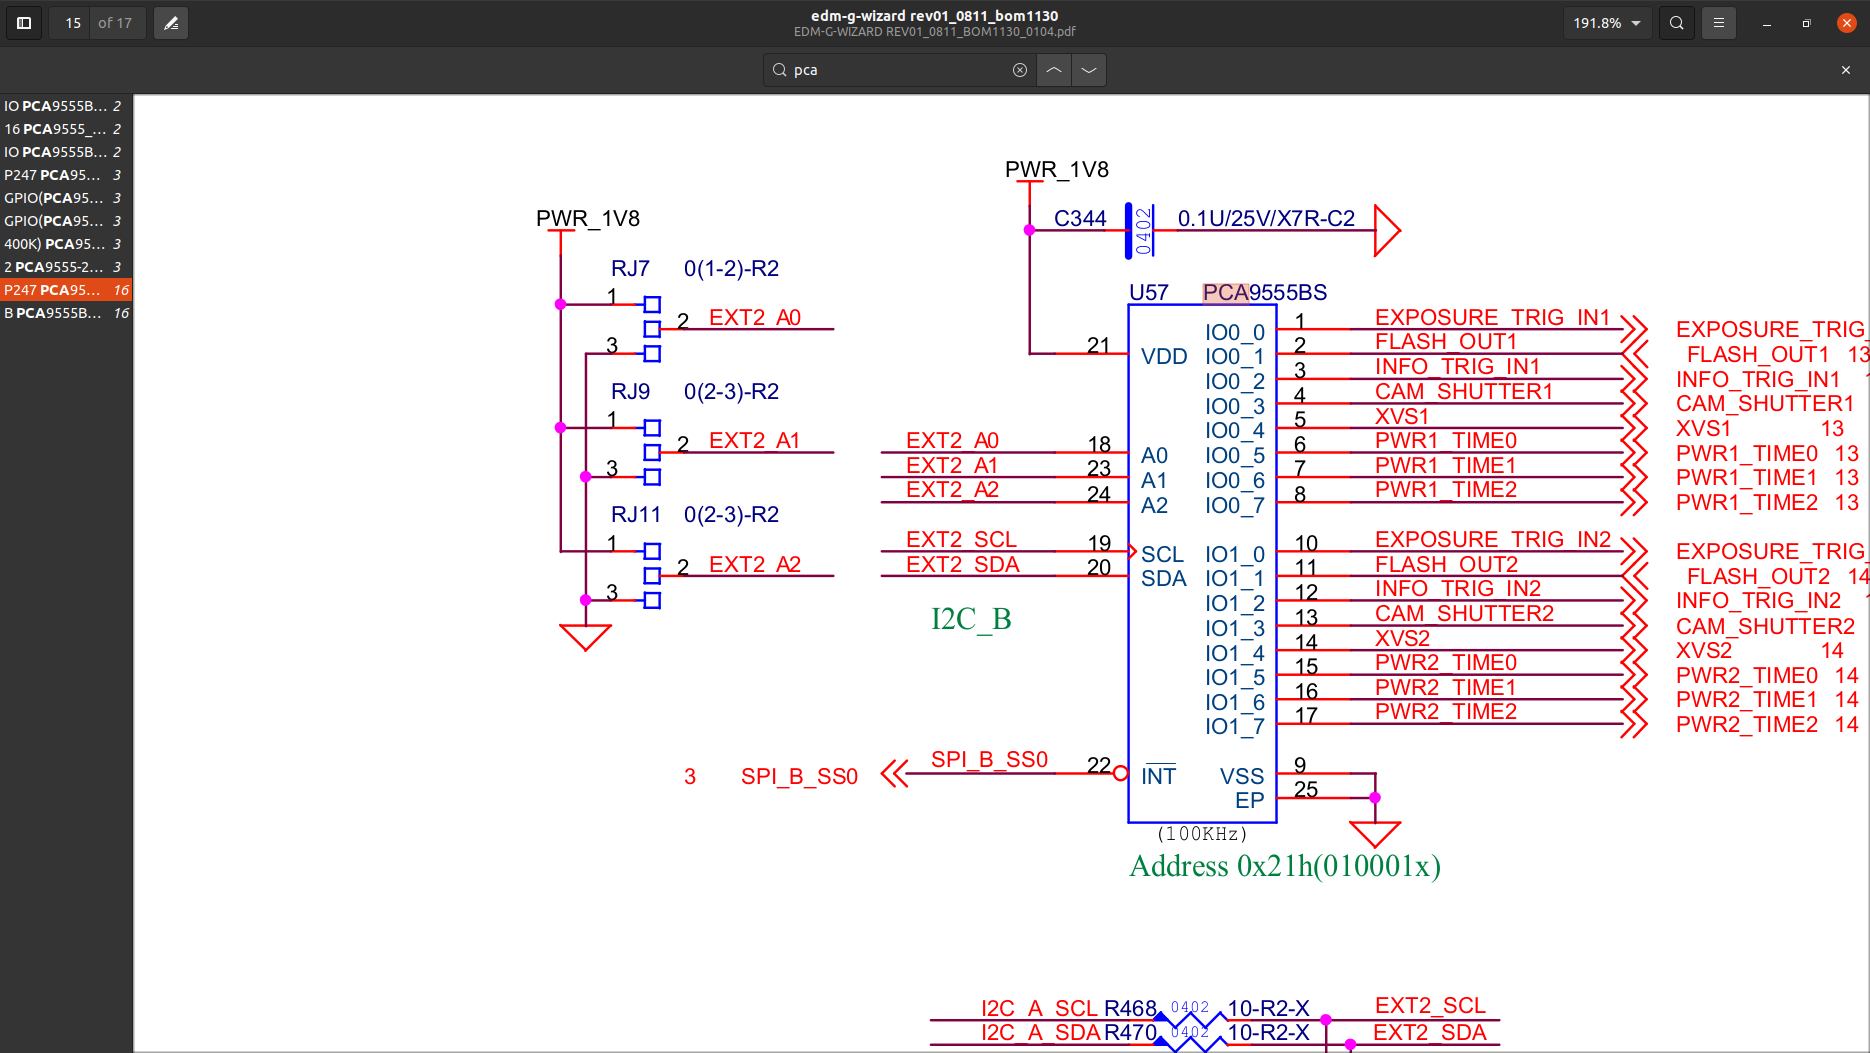 15 of 17
edm-g-wizard rev01_0811_bom1130
EDM-G-WIZARD REV01_0811_BOM1130_0104.pdf
191.8%
pca
IO PCA9555B... 2
16 PCA9555_... 2
IO PCA9555B... 2
P247 PCA95... 3
GPIO(PCA95... 3
GPIO(PCA95... 3
400K) PCA95... 3
2 PCA9555-2... 3
P247 PCA95... 16
B PCA9555B... 16
PWR_1V8
RJ7 0(1-2)-R2
1
2 EXT2_A0
3
RJ9 0(2-3)-R2
1
2 EXT2_A1
3
RJ11 0(2-3)-R2
1
2 EXT2_A2
3
PWR_1V8
C344 0402 0.1U/25V/X7R-C2
U57 PCA9555BS
21 VDD
EXT2_A0 18 A0
EXT2_A1 23 A1
EXT2_A2 24 A2
EXT2_SCL 19 SCL
EXT2_SDA 20 SDA
I2C_B
3 SPI_B_SS0 SPI_B_SS0 22 INT
IO0_0 1 EXPOSURE_TRIG_IN1 EXPOSURE_TRIG_
IO0_1 2 FLASH_OUT1 FLASH_OUT1 13
IO0_2 3 INFO_TRIG_IN1 INFO_TRIG_IN1
IO0_3 4 CAM_SHUTTER1 CAM_SHUTTER1
IO0_4 5 XVS1 XVS1 13
IO0_5 6 PWR1_TIME0 PWR1_TIME0 13
IO0_6 7 PWR1_TIME1 PWR1_TIME1 13
IO0_7 8 PWR1_TIME2 PWR1_TIME2 13
IO1_0 10 EXPOSURE_TRIG_IN2 EXPOSURE_TRIG_
IO1_1 11 FLASH_OUT2 FLASH_OUT2 14
IO1_2 12 INFO_TRIG_IN2 INFO_TRIG_IN2
IO1_3 13 CAM_SHUTTER2 CAM_SHUTTER2
IO1_4 14 XVS2 XVS2 14
IO1_5 15 PWR2_TIME0 PWR2_TIME0 14
IO1_6 16 PWR2_TIME1 PWR2_TIME1 14
IO1_7 17 PWR2_TIME2 PWR2_TIME2 14
VSS 9
EP 25
(100KHz)
Address 0x21h(010001x)
I2C_A_SCL R468 0402 10-R2-X EXT2_SCL
I2C_A_SDA R470 0402 10-R2-X EXT2_SDA